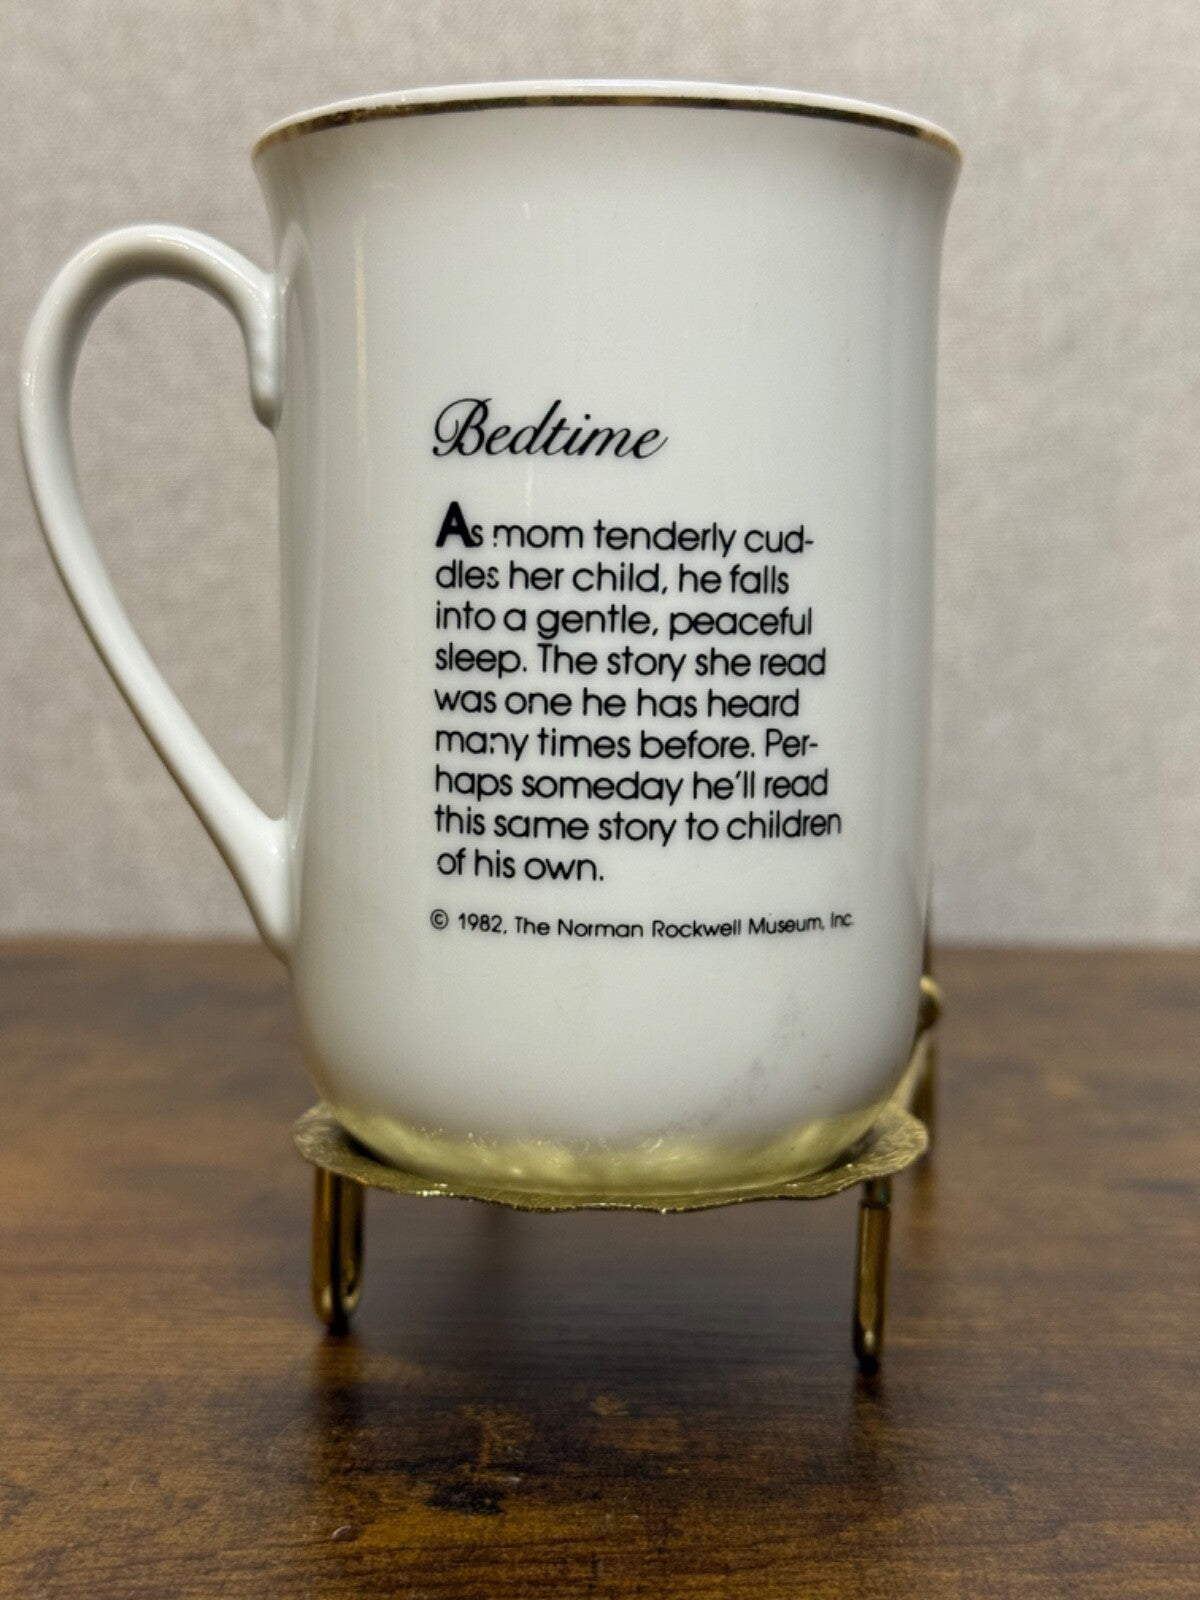 Bedtime
As mom tenderly cud-
dles her child, he falls
into a gentle, peaceful
sleep. The story she read
was one he has heard
many times before. Per-
haps someday he'll read
this same story to children
of his own.
© 1982, The Norman Rockwell Museum, Inc.